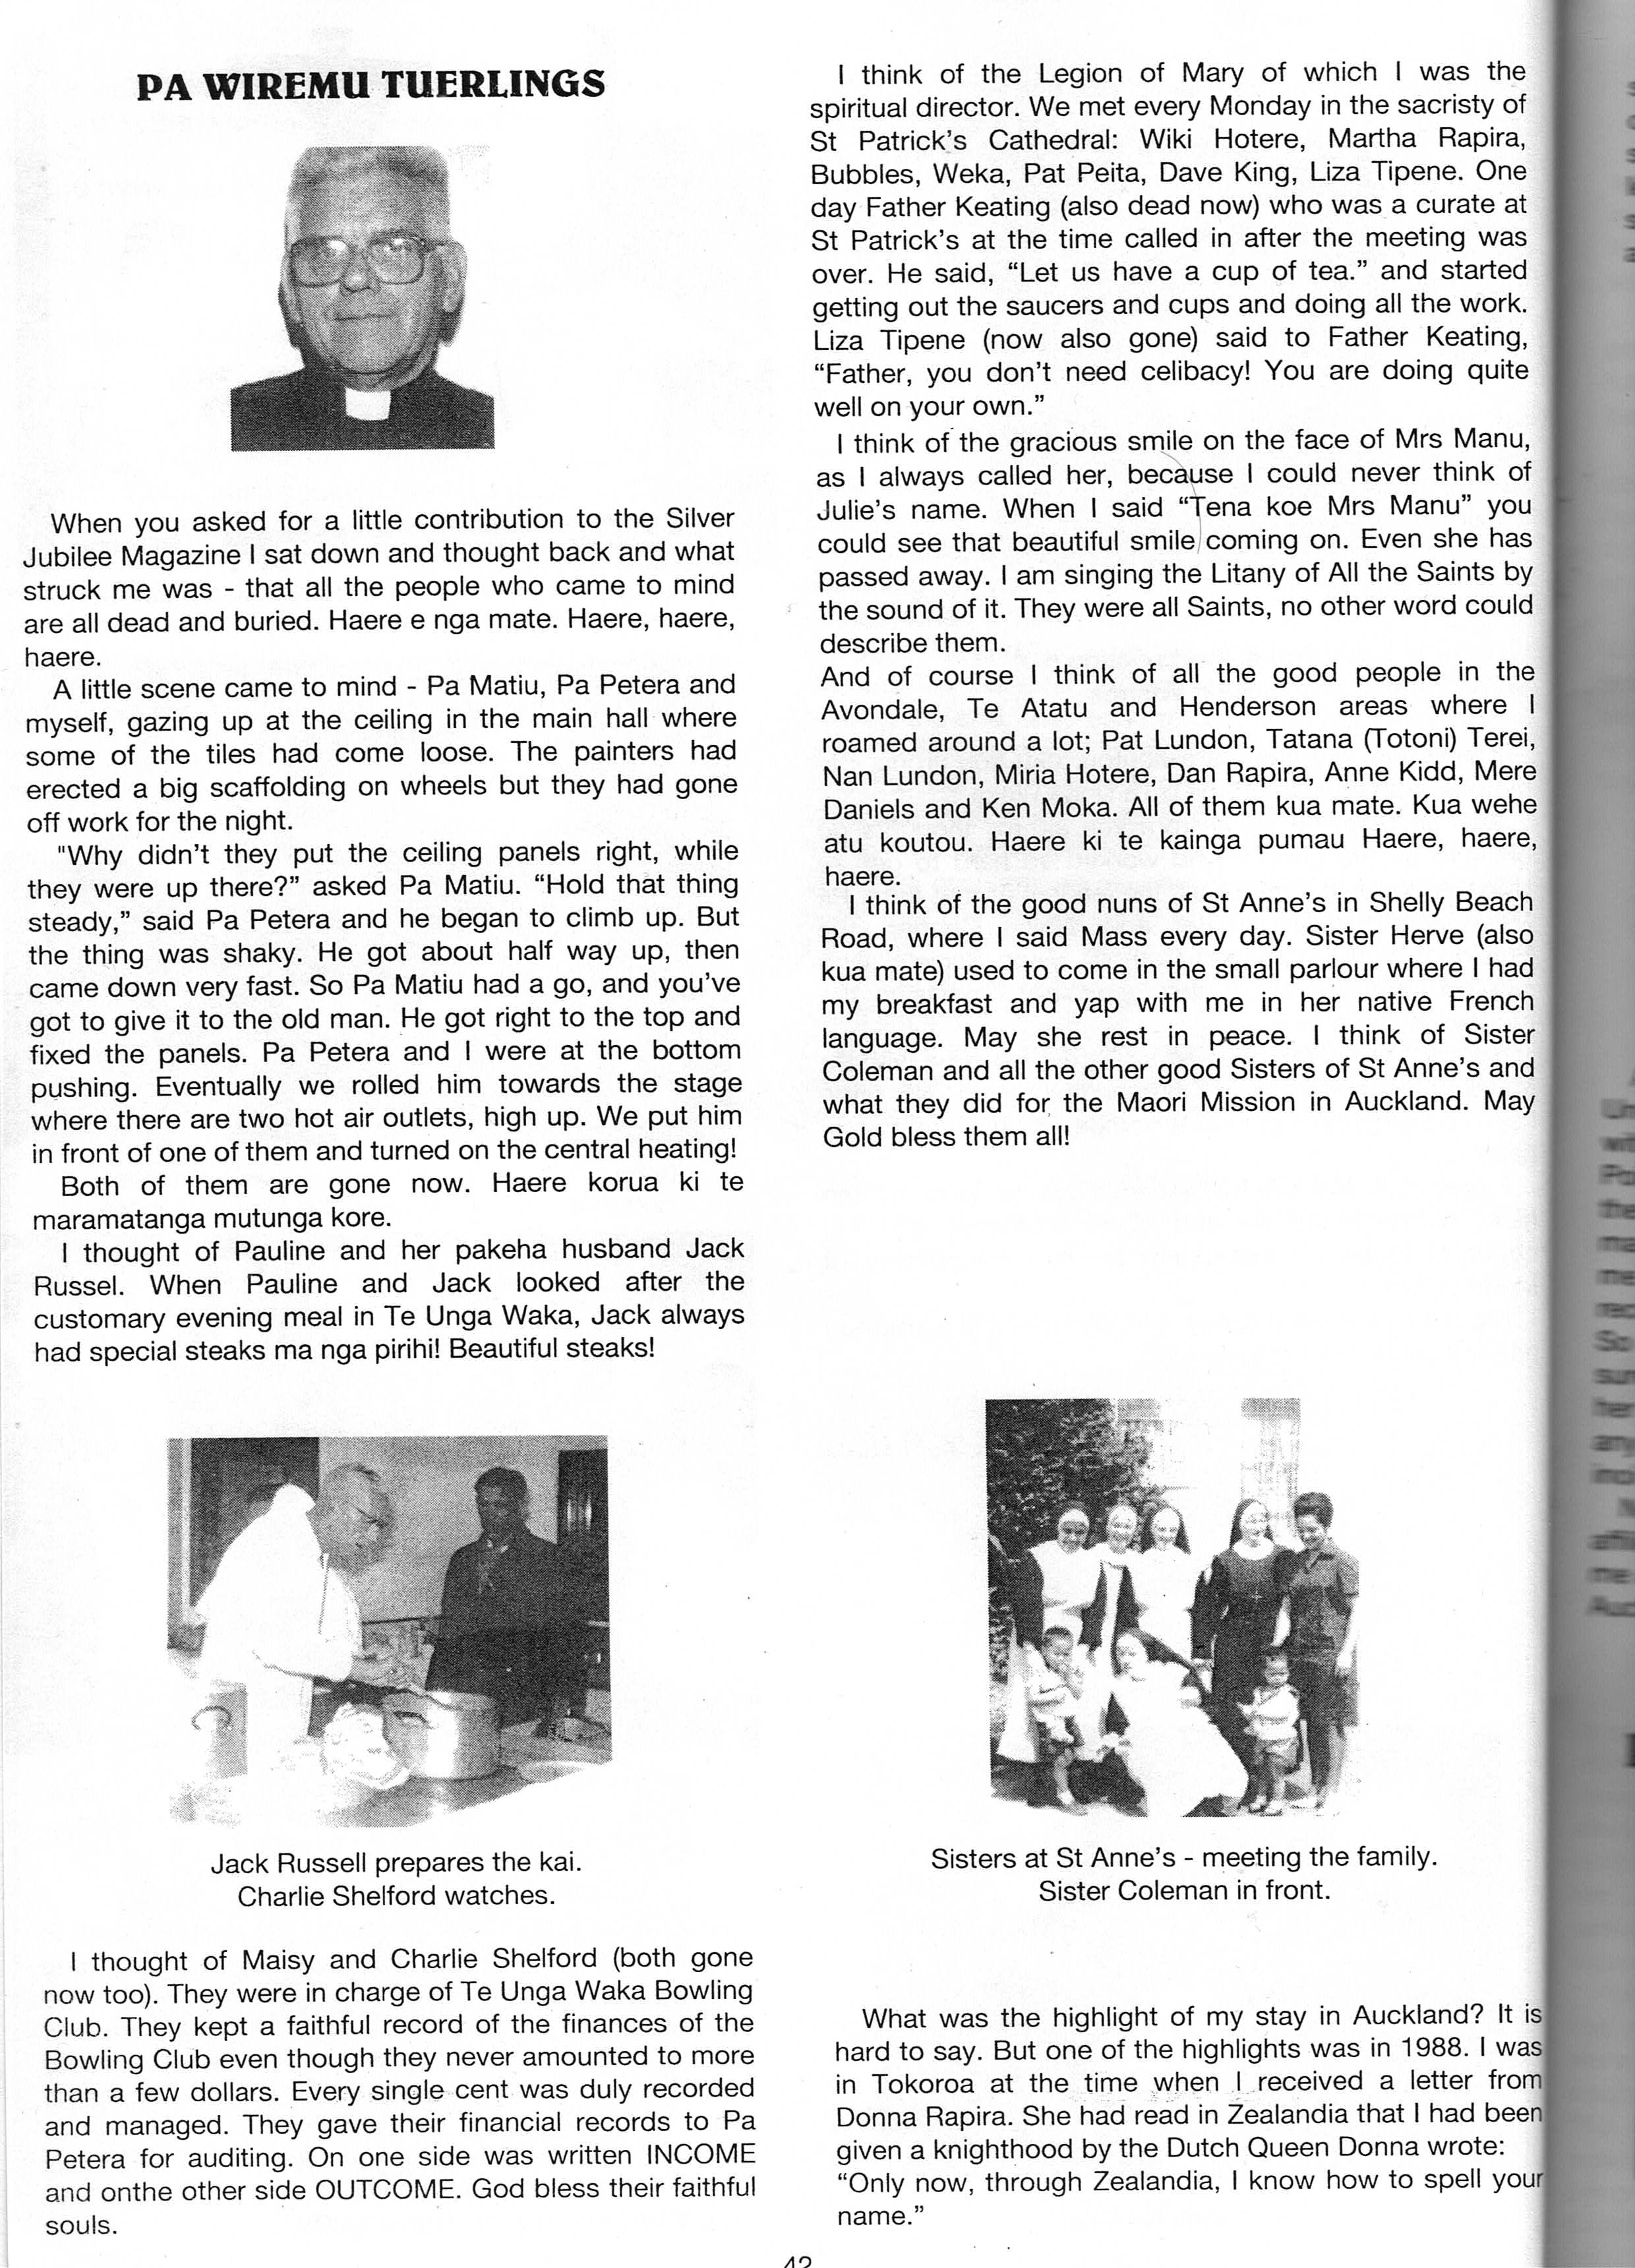 PA WIREMU TUERLINGS
When you asked for a little contribution to the Silver
Jubilee Magazine I sat down and thought back and what
struck me was - that all the people who came to mind
are all dead and buried. Haere e nga mate. Haere, haere,
haere.
A little scene came to mind - Pa Matiu, Pa Petera and
myself, gazing up at the ceiling in the main hall where
some of the tiles had come loose. The painters had
erected a big scaffolding on wheels but they had gone
off work for the night.
"Why didn't they put the ceiling panels right, while
they were up there?” asked Pa Matiu. “Hold that thing
steady,” said Pa Petera and he began to climb up. But
the thing was shaky. He got about half way up, then
came down very fast. So Pa Matiu had a go, and you've
got to give it to the old man. He got right to the top and
fixed the panels. Pa Petera and I were at the bottom
pushing. Eventually we rolled him towards the stage
where there are two hot air outlets, high up. We put him
in front of one of them and turned on the central heating!
Both of them are gone now. Haere korua ki te
maramatanga mutunga kore.
I thought of Pauline and her pakeha husband Jack
Russel. When Pauline and Jack looked after the
customary evening meal in Te Unga Waka, Jack always
had special steaks ma nga pirihi! Beautiful steaks!
Jack Russell prepares the kai.
Charlie Shelford watches.
I thought of Maisy and Charlie Shelford (both gone
now too). They were in charge of Te Unga Waka Bowling
Club. They kept a faithful record of the finances of the
Bowling Club even though they never amounted to more
than a few dollars. Every single cent was duly recorded
and managed. They gave their financial records to Pa
Petera for auditing. On one side was written INCOME
and onthe other side OUTCOME. God bless their faithful
souls.
I think of the Legion of Mary of which I was the
spiritual director. We met every Monday in the sacristy of
St Patrick's Cathedral: Wiki Hotere, Martha Rapira,
Bubbles, Weka, Pat Peita, Dave King, Liza Tipene. One
day Father Keating (also dead now) who was a curate at
St Patrick's at the time called in after the meeting was
over. He said, “Let us have a cup of tea.” and started
getting out the saucers and cups and doing all the work.
Liza Tipene (now also gone) said to Father Keating,
“Father, you don't need celibacy! You are doing quite
well on your own.”
I think of the gracious smile on the face of Mrs Manu,
as I always called her, because I could never think of
Julie's name. When I said “Tena koe Mrs Manu” you
could see that beautiful smile coming on. Even she has
passed away. I am singing the Litany of All the Saints by
the sound of it. They were all Saints, no other word could
describe them.
And of course I think of all the good people in the
Avondale, Te Atatu and Henderson areas where I
roamed around a lot; Pat Lundon, Tatana (Totoni) Terei,
Nan Lundon, Miria Hotere, Dan Rapira, Anne Kidd, Mere
Daniels and Ken Moka. All of them kua mate. Kua wehe
atu koutou. Haere ki te kainga pumau Haere, haere,
haere.
I think of the good nuns of St Anne's in Shelly Beach
Road, where I said Mass every day. Sister Herve (also
kua mate) used to come in the small parlour where I had
my breakfast and yap with me in her native French
language. May she rest in peace. I think of Sister
Coleman and all the other good Sisters of St Anne's and
what they did for the Maori Mission in Auckland. May
Gold bless them all!
Sisters at St Anne's - meeting the family.
Sister Coleman in front.
What was the highlight of my stay in Auckland? It is
hard to say. But one of the highlights was in 1988. I was
in Tokoroa at the time when I received a letter from
Donna Rapira. She had read in Zealandia that I had been
given a knighthood by the Dutch Queen Donna wrote:
“Only now, through Zealandia, I know how to spell your
name.”
42